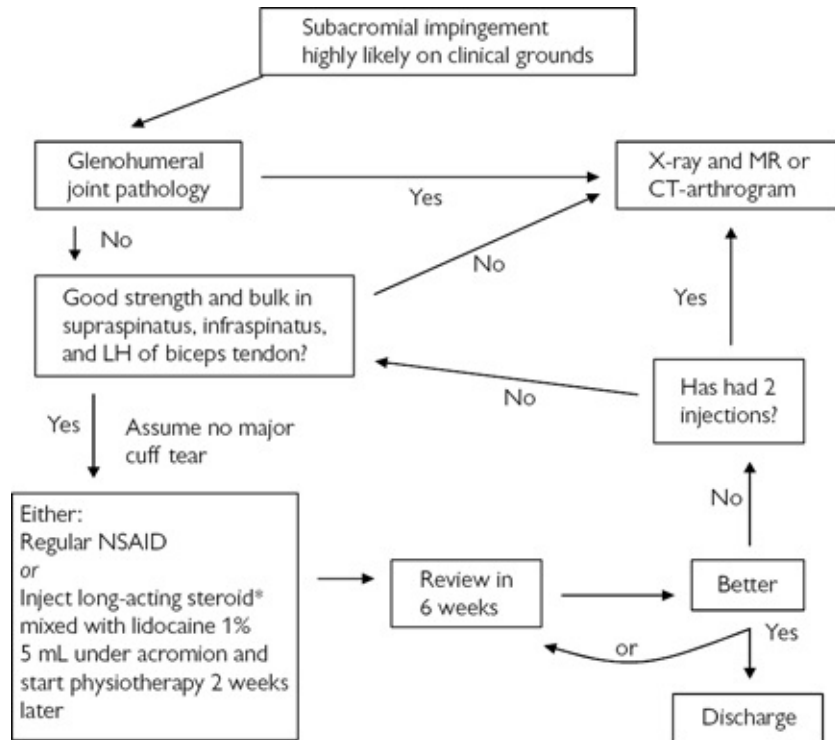 Subacromial impingement
highly likely on clinical grounds
Glenohumeral
joint pathology
Yes
X-ray and MR or
CT-arthrogram
No
No
Good strength and bulk in
supraspinatus, infraspinatus,
and LH of biceps tendon?
Yes
No
Has had 2
injections?
Yes
Assume no major
cuff tear
No
Either:
Regular NSAID
or
Inject long-acting steroid*
mixed with lidocaine 1%
5 mL under acromion and
start physiotherapy 2 weeks
later
Review in
6 weeks
Better
or
Yes
Discharge